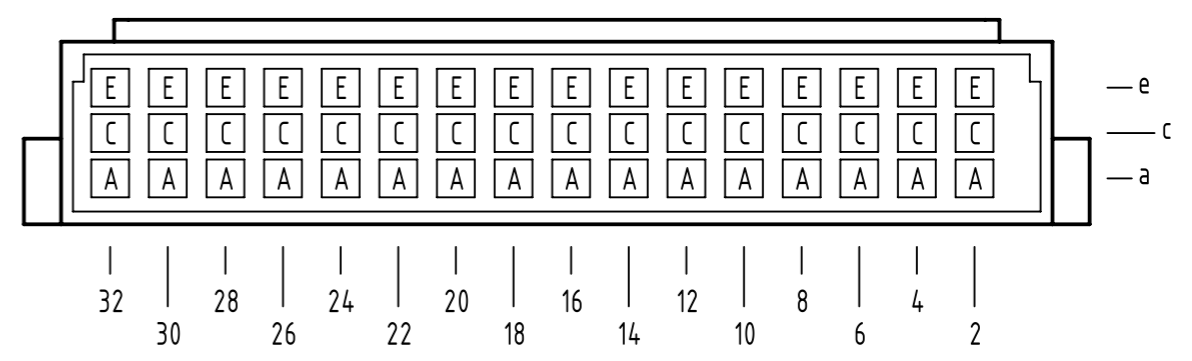 E E E E E E E E E E E E E E E E e
C C C C C C C C C C C C C C C C c
A A A A A A A A A A A A A A A A a
32 28 24 20 16 12 8 4
30 26 22 18 14 10 6 2